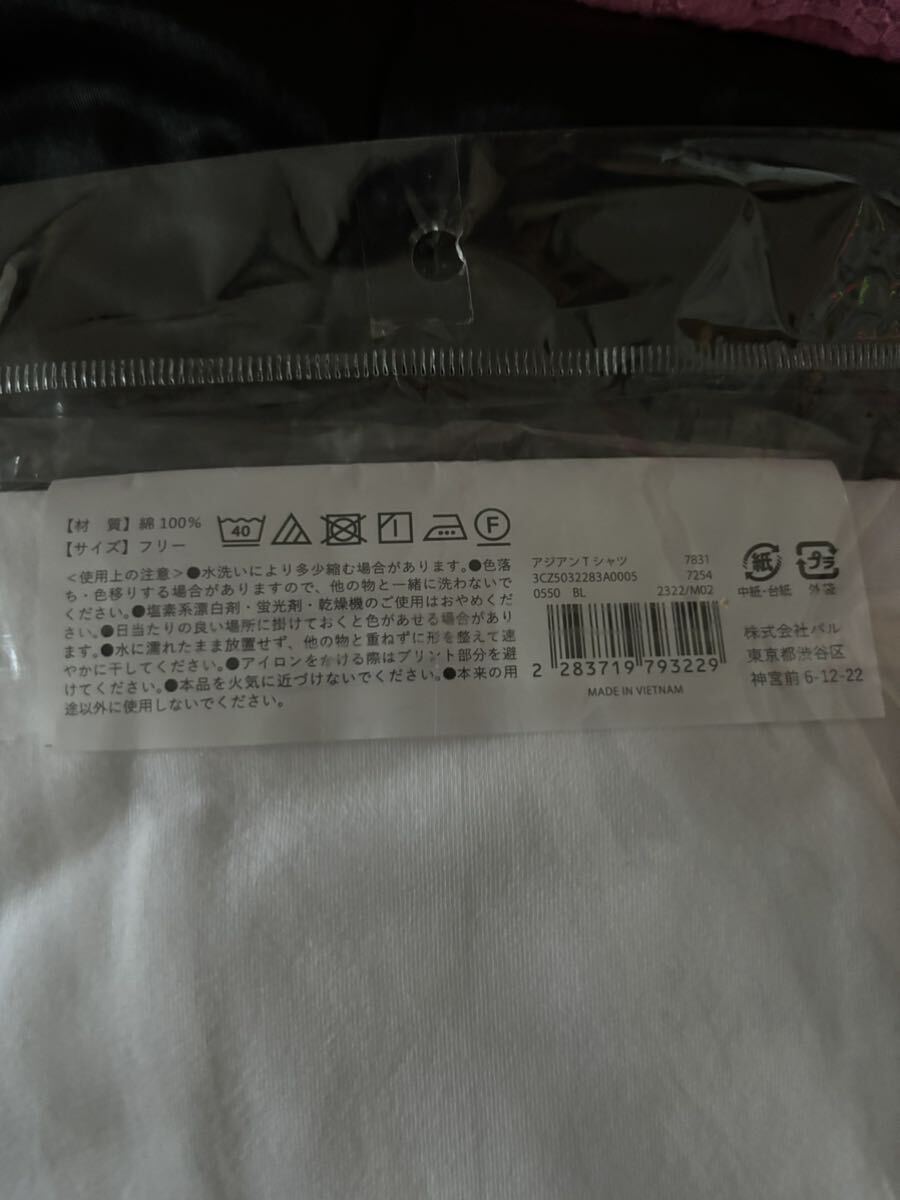 【材　質】綿100%
【サイズ】フリー
40
F
＜使用上の注意＞●水洗いにより多少縮む場合があります。●色落
ち・色移りする場合がありますので、他の物と一緒に洗わないで
ください。●塩素系漂白剤・蛍光剤・乾燥機のご使用はおやめくだ
さい。●日当たりの良い場所に掛けておくと色があせる場合があり
ます。●水に濡れたまま放置せず、他の物と重ねずに形を整えて速
やかに干してください。●アイロンをかける際はプリント部分を避
けてください。●本品を火気に近づけないでください。●本来の用
途以外に使用しないでください。
アジアンTシャツ 7831
3CZ5032283A0005 7254
0550 BL 2322/M02
2 283719 793229
MADE IN VIETNAM
紙 プラ
中紙・台紙 外袋
株式会社パル
東京都渋谷区
神宮前 6-12-22